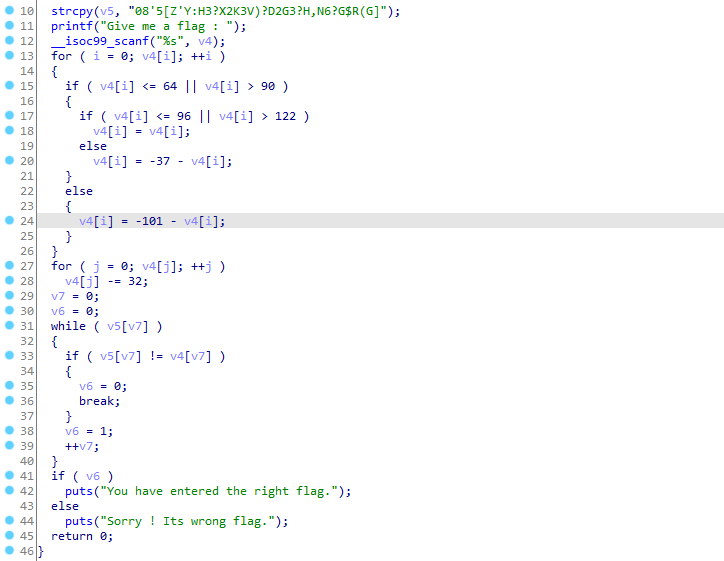 10 strcpy(v5, "08'5[Z'Y:H3?X2K3V)?D2G3?H,N6?G$R(G]");
11 printf("Give me a flag : ");
12 __isoc99_scanf("%s", v4);
13 for ( i = 0; v4[i]; ++i )
14 {
15 if ( v4[i] <= 64 || v4[i] > 90 )
16 {
17 if ( v4[i] <= 96 || v4[i] > 122 )
18 v4[i] = v4[i];
19 else
20 v4[i] = -37 - v4[i];
21 }
22 else
23 {
24 v4[i] = -101 - v4[i];
25 }
26 }
27 for ( j = 0; v4[j]; ++j )
28 v4[j] -= 32;
29 v7 = 0;
30 v6 = 0;
31 while ( v5[v7] )
32 {
33 if ( v5[v7] != v4[v7] )
34 {
35 v6 = 0;
36 break;
37 }
38 v6 = 1;
39 ++v7;
40 }
41 if ( v6 )
42 puts("You have entered the right flag.");
43 else
44 puts("Sorry ! Its wrong flag.");
45 return 0;
46 }